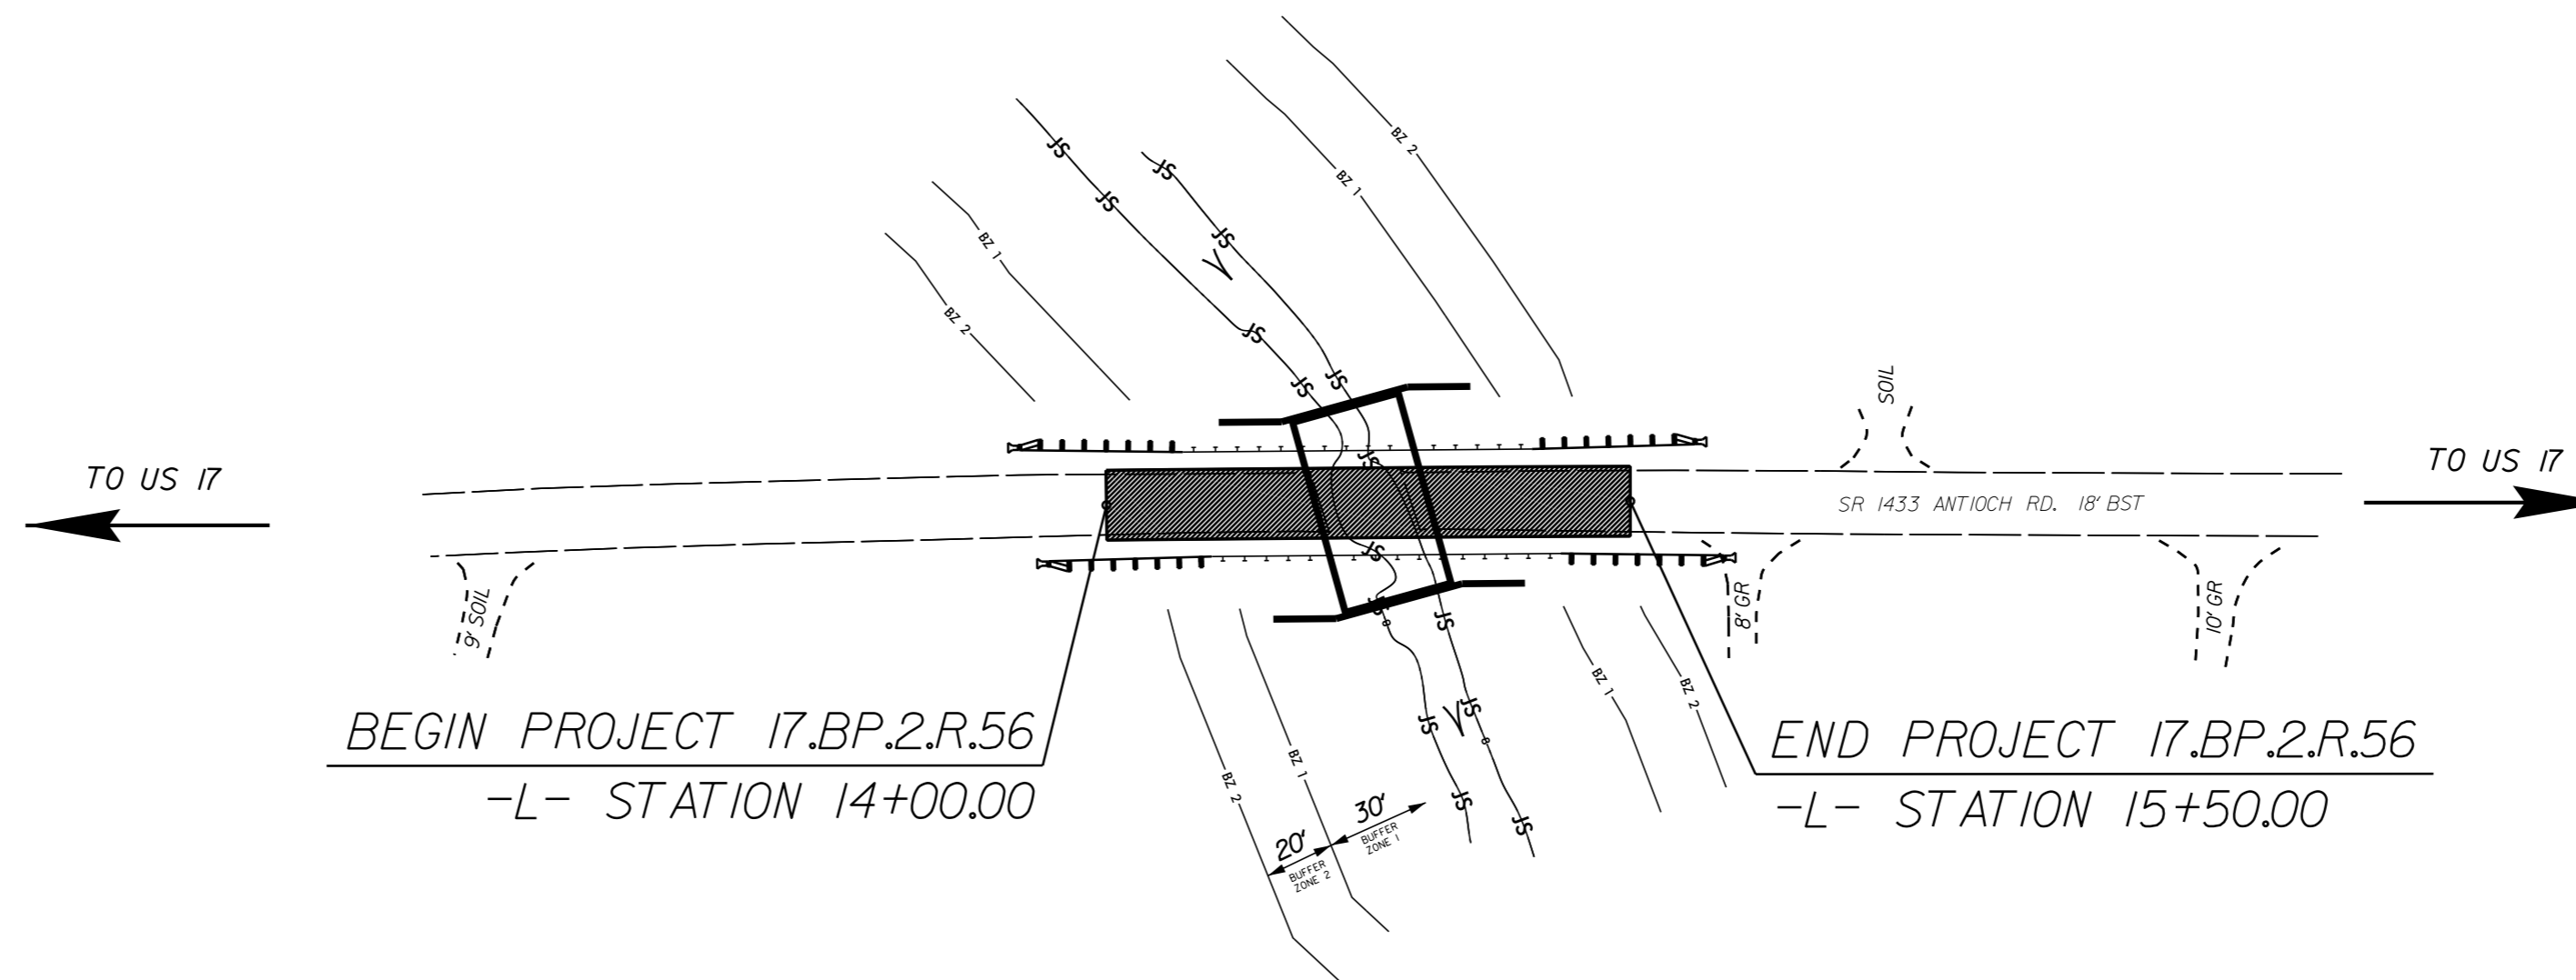 BZ 2
BZ 1
JS
JS
JS
JS
BZ 1
BZ 2
JS
JS
JS
SOIL
TO US 17
TO US 17
JS
SR 1433 ANTIOCH RD. 18' BST
JS
9' SOIL
JS
JS
8' GR
10' GR
BZ 1
BZ 2
BEGIN PROJECT 17.BP.2.R.56
-L- STATION 14+00.00
JS
JS
END PROJECT 17.BP.2.R.56
-L- STATION 15+50.00
BZ 1
BZ 2
JS
JS
30'
BUFFER
ZONE 1
20'
BUFFER
ZONE 2